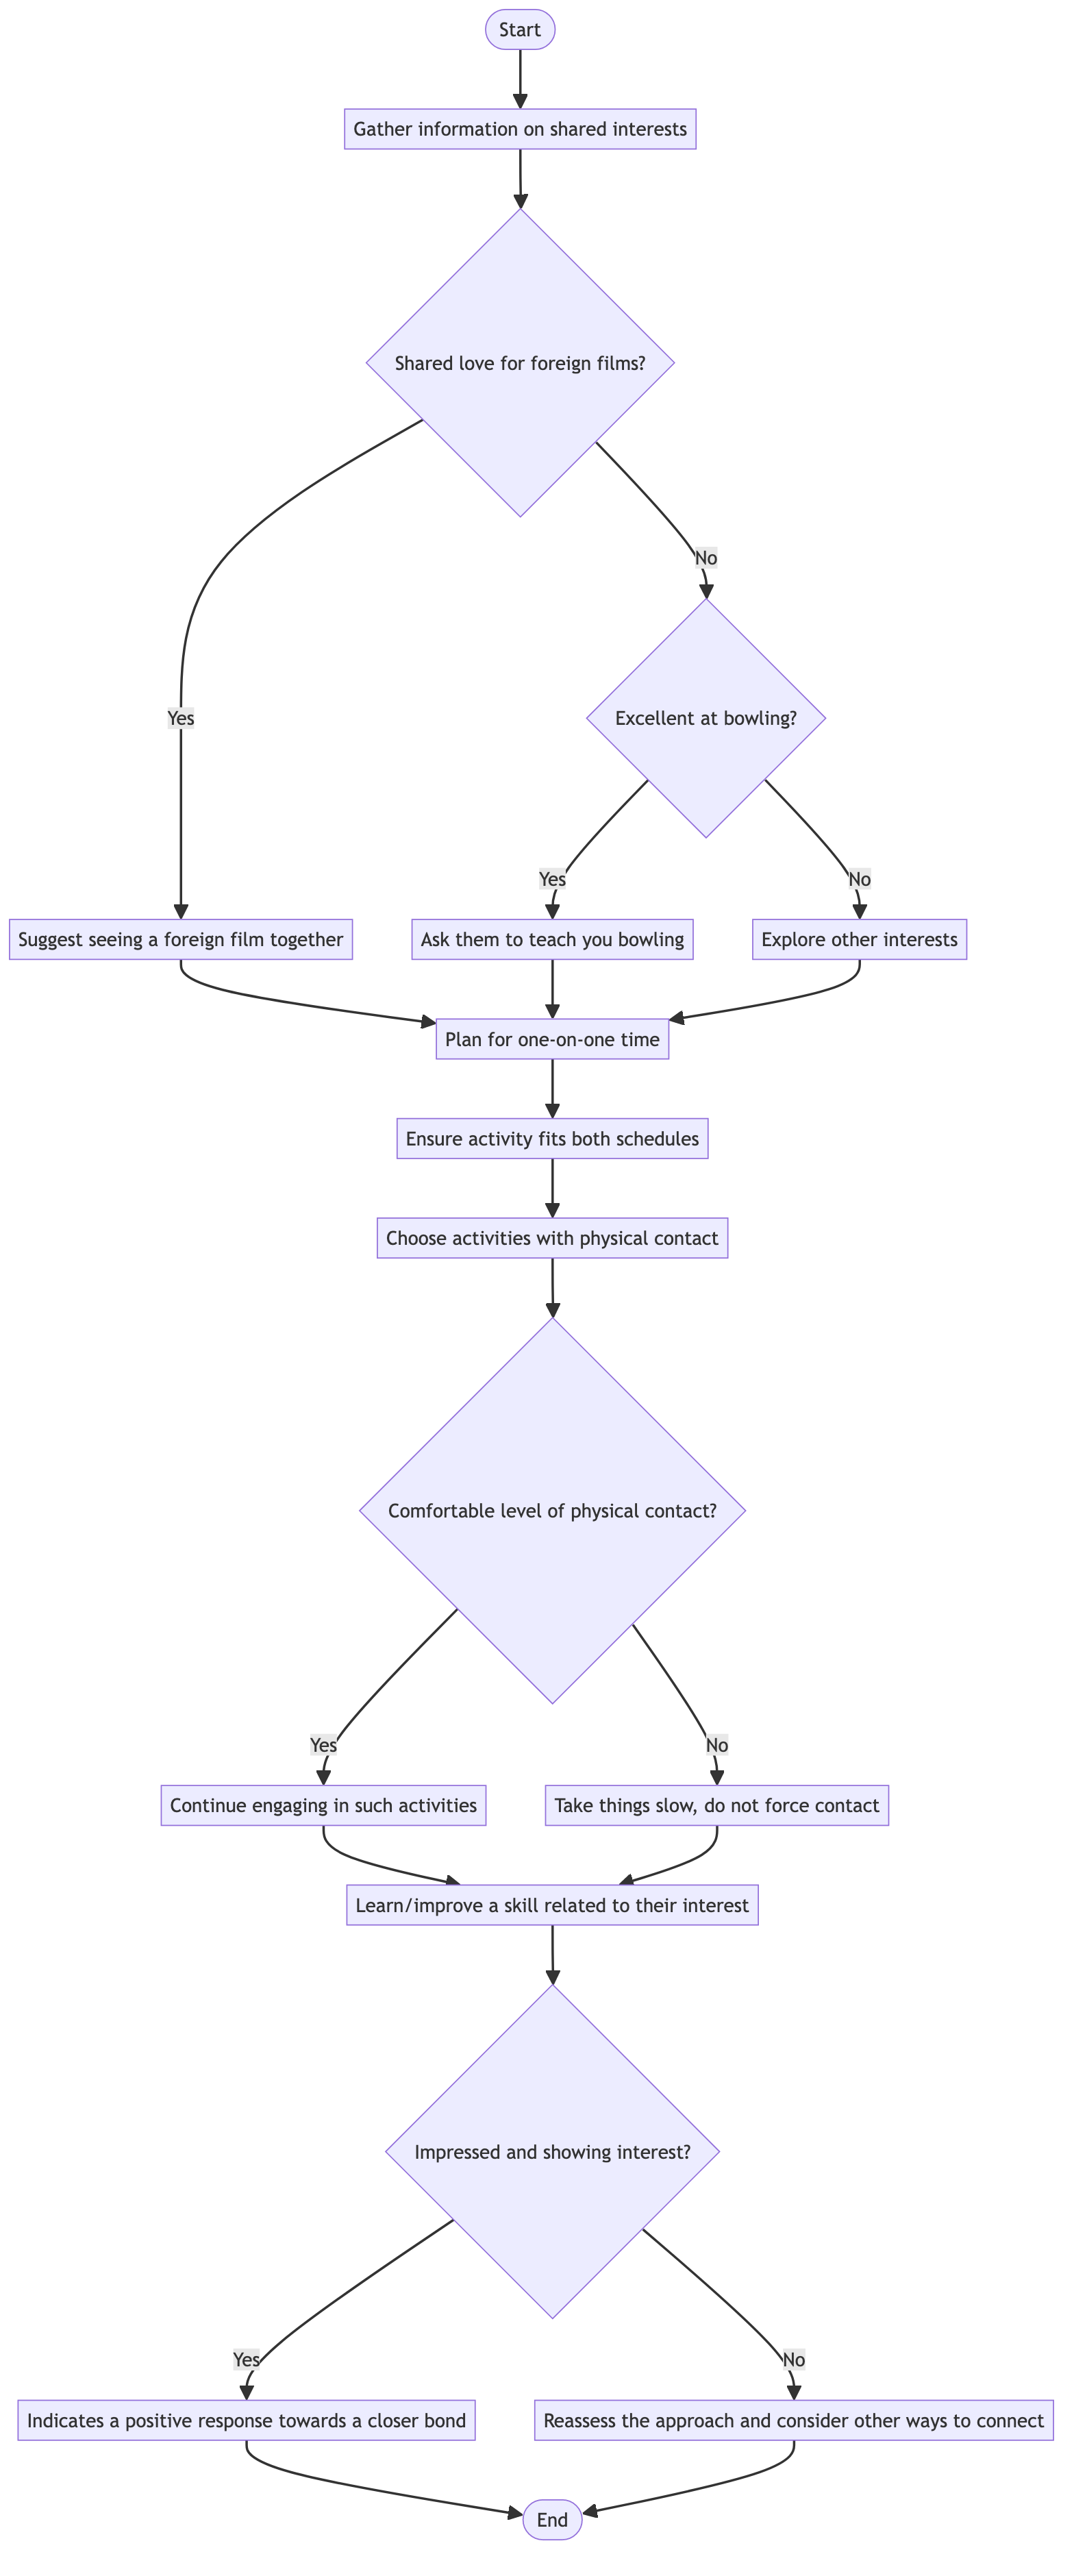 Start
Gather information on shared interests
Shared love for foreign films?
No
Yes
Excellent at bowling?
Yes
No
Suggest seeing a foreign film together
Ask them to teach you bowling
Explore other interests
Plan for one-on-one time
Ensure activity fits both schedules
Choose activities with physical contact
Comfortable level of physical contact?
Yes
No
Continue engaging in such activities
Take things slow, do not force contact
Learn/improve a skill related to their interest
Impressed and showing interest?
Yes
No
Indicates a positive response towards a closer bond
Reassess the approach and consider other ways to connect
End